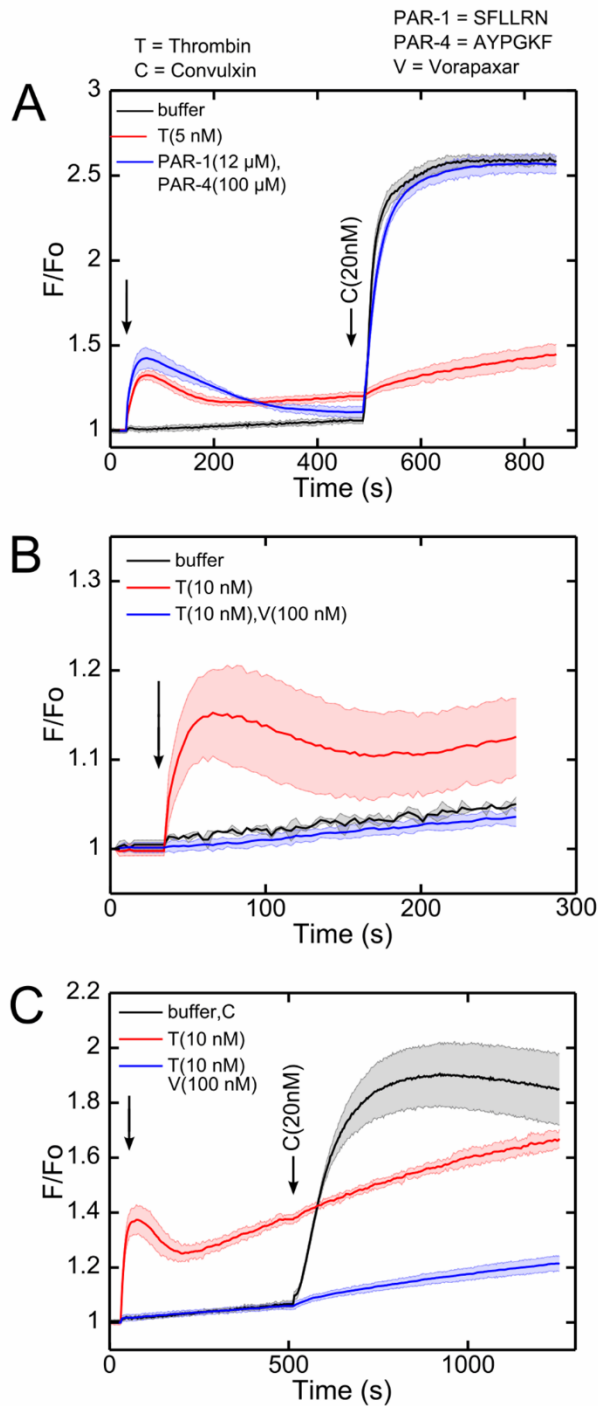 T = Thrombin
C = Convulxin
PAR-1 = SFLLRN
PAR-4 = AYPGKF
V = Vorapaxar
A
buffer
T(5 nM)
PAR-1(12 µM),
PAR-4(100 µM)
C(20nM)
F/Fo
3
2.5
2
1.5
1
0 200 400 600 800
Time (s)
B
buffer
T(10 nM)
T(10 nM),V(100 nM)
F/Fo
1.3
1.2
1.1
1
0 100 200 300
Time (s)
C
buffer,C
T(10 nM)
T(10 nM)
V(100 nM)
C(20nM)
F/Fo
2.2
2
1.8
1.6
1.4
1.2
1
0 500 1000
Time (s)